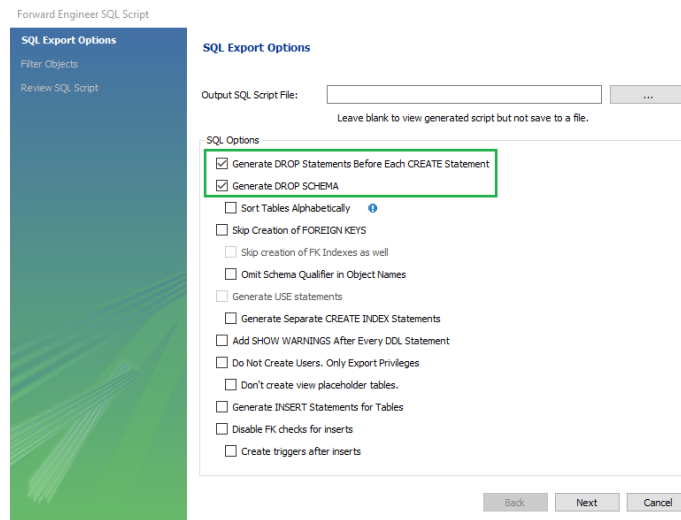 Forward Engineer SQL Script
SQL Export Options
Filter Objects
Review SQL Script
SQL Export Options
Output SQL Script File:
...
Leave blank to view generated script but not save to a file.
SQL Options
Generate DROP Statements Before Each CREATE Statement
Generate DROP SCHEMA
Sort Tables Alphabetically
Skip Creation of FOREIGN KEYS
Skip creation of FK Indexes as well
Omit Schema Qualifier in Object Names
Generate USE statements
Generate Separate CREATE INDEX Statements
Add SHOW WARNINGS After Every DDL Statement
Do Not Create Users. Only Export Privileges
Don't create view placeholder tables.
Generate INSERT Statements for Tables
Disable FK checks for inserts
Create triggers after inserts
Back Next Cancel